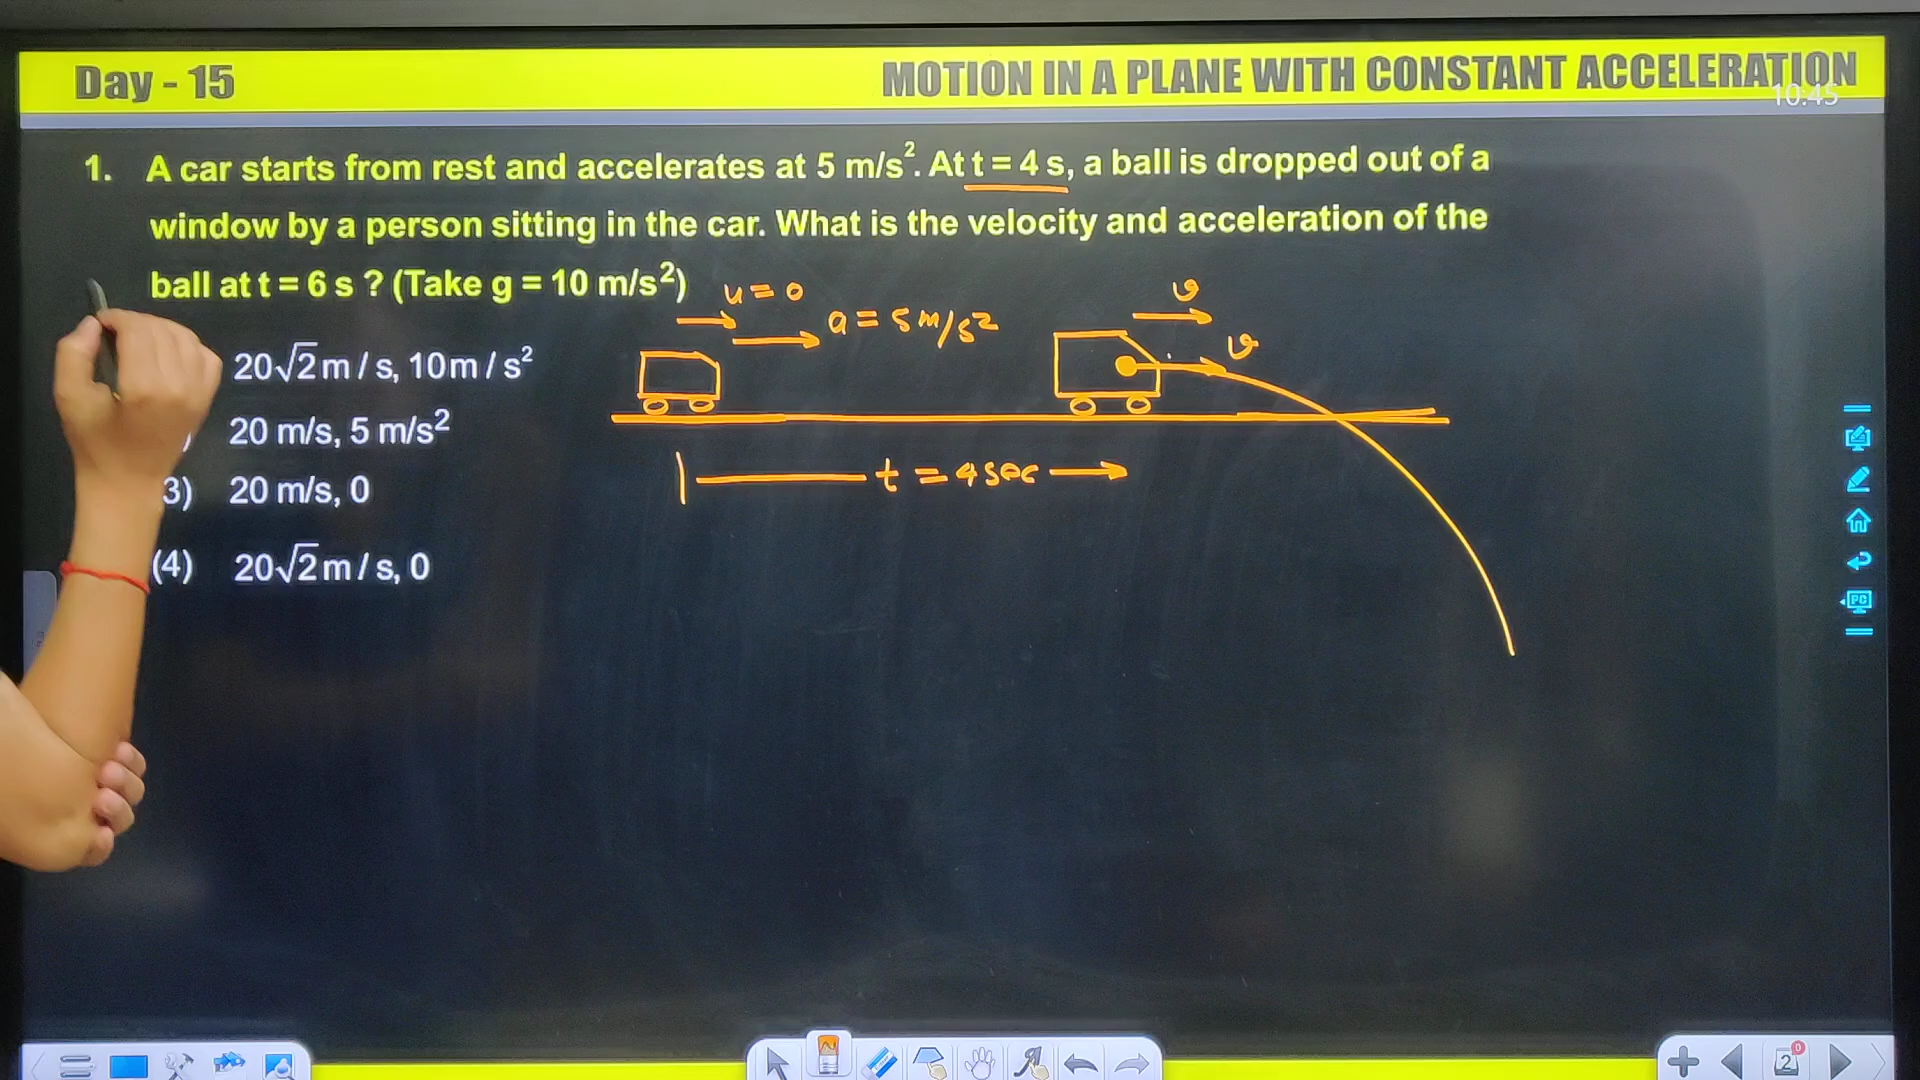 Day - 15
MOTION IN A PLANE WITH CONSTANT ACCELERATION
10:45
1. A car starts from rest and accelerates at 5 m/s². At t = 4 s, a ball is dropped out of a
window by a person sitting in the car. What is the velocity and acceleration of the
ball at t = 6 s ? (Take g = 10 m/s²)
u = 0
a = 5 m/s²
v
v
20√2 m / s, 10 m / s²
) 20 m/s, 5 m/s²
3) 20 m/s, 0
t = 4 sec
(4) 20√2 m / s, 0
PC
2
0